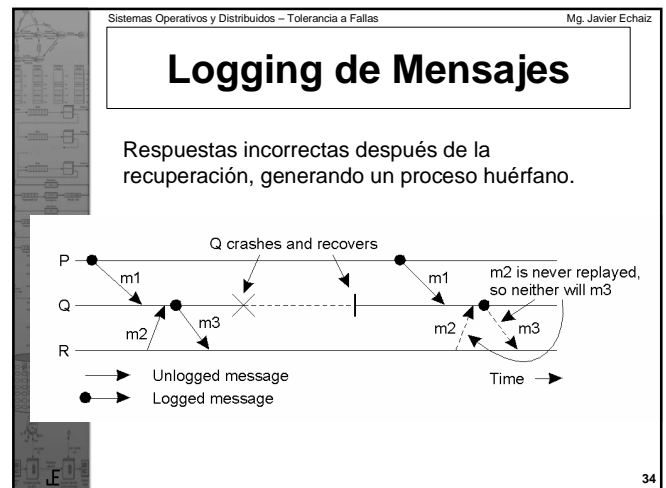 Sistemas Operativos y Distribuidos – Tolerancia a Fallas
Mg. Javier Echaiz
Logging de Mensajes
Respuestas incorrectas después de la
recuperación, generando un proceso huérfano.
Q crashes and recovers
P
m1
m1
m2 is never replayed,
so neither will m3
Q
m2
m3
m2
m3
R
Unlogged message
Time
Logged message
JE
34